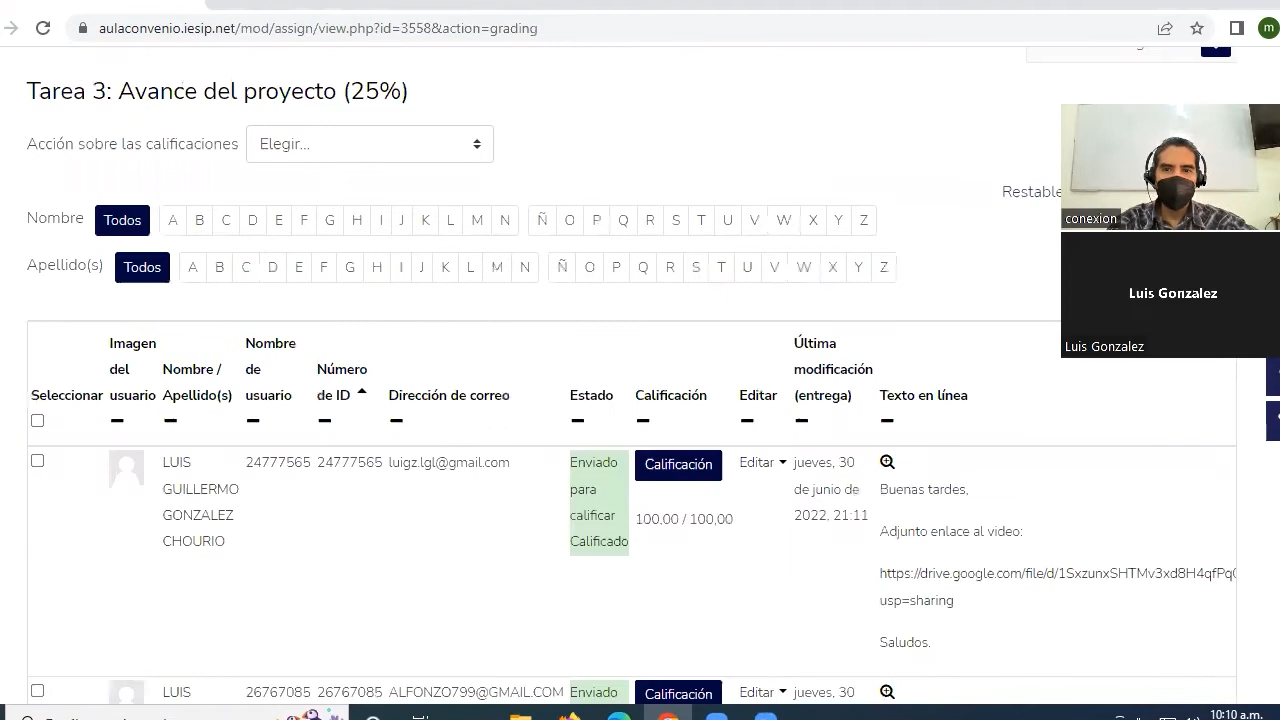 aulaconvenio.iesip.net/mod/assign/view.php?id=3558&action=grading
m
Tarea 3: Avance del proyecto (25%)
Acción sobre las calificaciones Elegir...
Restable
Nombre Todos A B C D E F G H I J K L M N Ñ O P Q R S T U V W X Y Z
Apellido(s) Todos A B C D E F G H I J K L M N Ñ O P Q R S T U V W X Y Z
conexion
Luis Gonzalez
Luis Gonzalez
Imagen Nombre Última
del Nombre / de Número modificación
Seleccionar usuario Apellido(s) usuario de ID Dirección de correo Estado Calificación Editar (entrega) Texto en línea
LUIS 24777565 24777565 luigz.lgl@gmail.com Enviado Calificación Editar jueves, 30
GUILLERMO para de junio de Buenas tardes,
GONZALEZ calificar 100,00 / 100,00 2022, 21:11
CHOURIO Calificado Adjunto enlace al video:
https://drive.google.com/file/d/1SxzunxSHTMv3xd8H4qfPq
usp=sharing
Saludos.
LUIS 26767085 26767085 ALFONZO799@GMAIL.COM Enviado Calificación Editar jueves, 30
10:10 a.m.